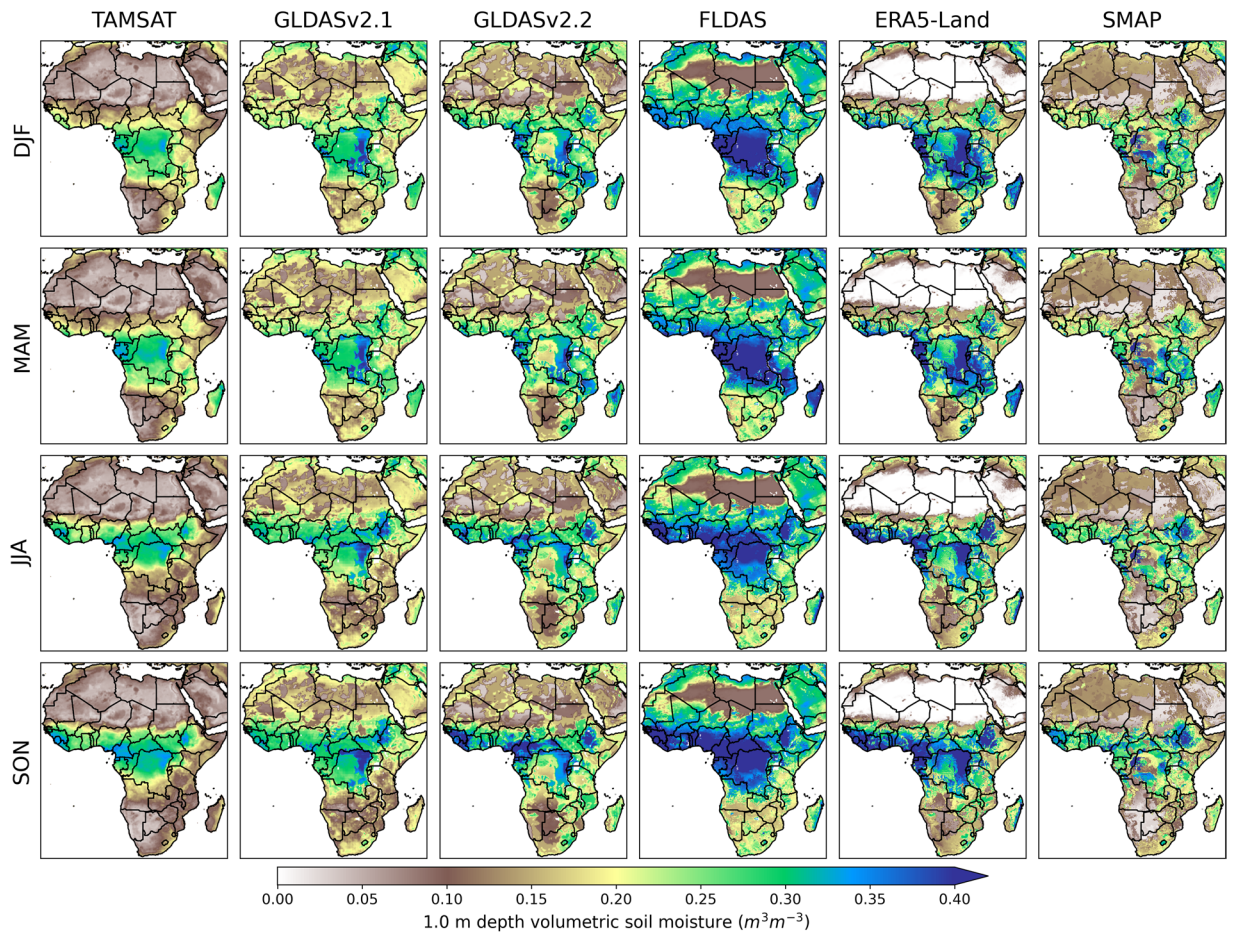 TAMSAT GLDASv2.1 GLDASv2.2 FLDAS ERA5-Land SMAP
DJF
MAM
JJA
SON
0.00 0.05 0.10 0.15 0.20 0.25 0.30 0.35 0.40
1.0 m depth volumetric soil moisture (m³m⁻³)